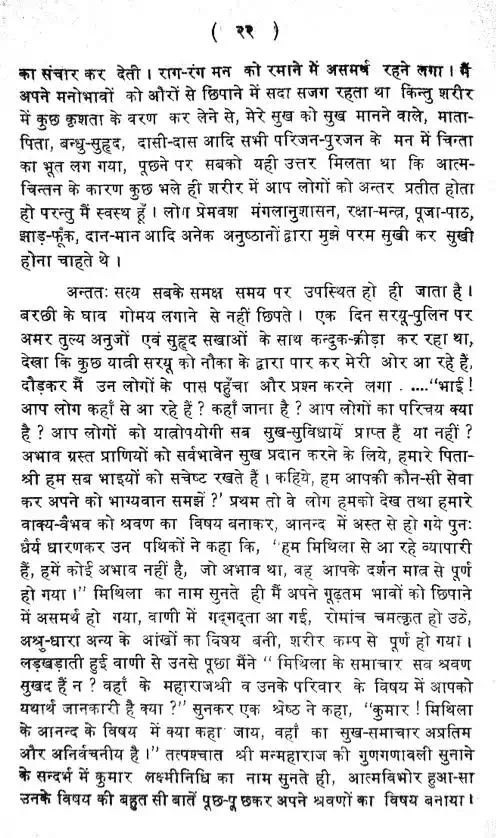 ( २२ )
का संचार कर देती । राग-रंग मन को रमाने में असमर्थ रहने लगा । मैं
अपने मनोभावों को औरों से छिपाने में सदा सजग रहता था किन्तु शरीर
में कुछ कृशता के वरण कर लेने से, मेरे सुख को सुख मानने वाले, माता-
पिता, बन्धु-सुहृद, दासी-दास आदि सभी परिजन-पुरजन के मन में चिन्ता
का भूत लग गया, पूछने पर सबको यही उत्तर मिलता था कि आत्म-
चिन्तन के कारण कुछ भले ही शरीर में आप लोगों को अन्तर प्रतीत होता
हो परन्तु मैं स्वस्थ हूँ । लोग प्रेमवश मंगलानुशासन, रक्षा-मन्त्र, पूजा-पाठ,
झाड़-फूँक, दान-मान आदि अनेक अनुष्ठानों द्वारा मुझे परम सुखी कर सुखी
होना चाहते थे ।
अन्ततः सत्य सबके समक्ष समय पर उपस्थित हो ही जाता है ।
बरछी के घाव गोमय लगाने से नहीं छिपते । एक दिन सरयू-पुलिन पर
अमर तुल्य अनुजों एवं सुहृद सखाओं के साथ कन्दुक-क्रीड़ा कर रहा था,
देखा कि कुछ यात्री सरयू को नौका के द्वारा पार कर मेरी ओर आ रहे हैं,
दौड़कर मैं उन लोगों के पास पहुँचा और प्रश्न करने लगा . ....“भाई!
आप लोग कहाँ से आ रहे हैं ? कहाँ जाना है ? आप लोगों का परिचय क्या
है ? आप लोगों को यात्रोपयोगी सब सुख-सुविधायें प्राप्त हैं या नहीं ?
अभाव ग्रस्त प्राणियों को सर्वभावेन सुख प्रदान करने के लिये, हमारे पिता-
श्री हम सब भाइयों को सचेष्ट रखते हैं । कहिये, हम आपकी कौन-सी सेवा
कर अपने को भाग्यवान समझें ?’ प्रथम तो वे लोग हमको देख तथा हमारे
वाक्य-वैभव को श्रवण का विषय बनाकर, आनन्द में अस्त से हो गये पुनः
धैर्य धारणकर उन पथिकों ने कहा कि, “हम मिथिला से आ रहे व्यापारी
हैं, हमें कोई अभाव नहीं है, जो अभाव था, वह आपके दर्शन मात्र से पूर्ण
हो गया ।” मिथिला का नाम सुनते ही मैं अपने गूढ़तम भावों को छिपाने
में असमर्थ हो गया, वाणी में गद्गद्ता आ गई, रोमांच चमत्कृत हो उठे,
अश्रु-धारा अन्य के आंखों का विषय बनी, शरीर कम्प से पूर्ण हो गया ।
लड़खड़ाती हुई वाणी से उनसे पूछा मैंने “ मिथिला के समाचार सब श्रवण
सुखद हैं न ? वहाँ के महाराजश्री व उनके परिवार के विषय में आपको
यथार्थ जानकारी है क्या ?” सुनकर एक श्रेष्ठ ने कहा, “कुमार ! मिथिला
के आनन्द के विषय में क्या कहा जाय, वहाँ का सुख-समाचार अप्रतिम
और अनिर्वचनीय है ।” तत्पश्चात श्री मन्महाराज की गुणगणावली सुनाने
के सन्दर्भ में कुमार लक्ष्मीनिधि का नाम सुनते ही, आत्मविभोर हुआ-सा
उनके विषय की बहुत सी बातें पूछ-पूछकर अपने श्रवणों का विषय बनाया ।